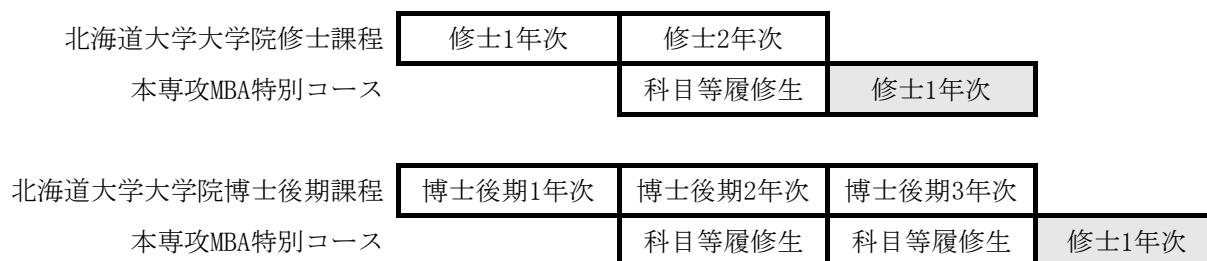 北海道大学大学院修士課程 修士1年次 修士2年次
本専攻MBA特別コース 科目等履修生 修士1年次
北海道大学大学院博士後期課程 博士後期1年次 博士後期2年次 博士後期3年次
本専攻MBA特別コース 科目等履修生 科目等履修生 修士1年次